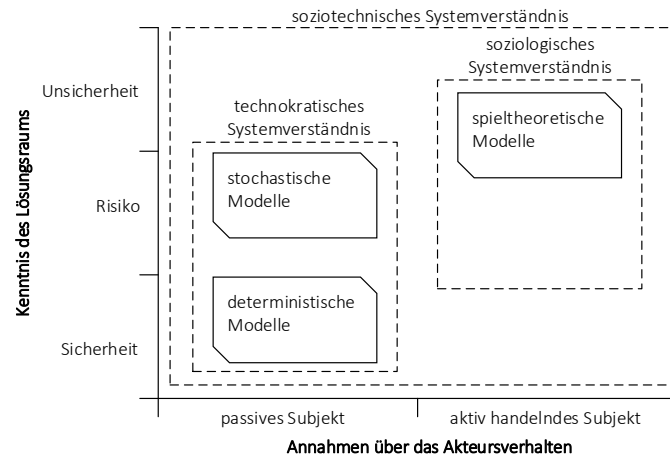 soziotechnisches Systemverständnis
soziologisches
Systemverständnis
Unsicherheit
technokratisches
Systemverständnis
spieltheoretische
Modelle
stochastische
Modelle
Risiko
Kenntnis des Lösungsraums
deterministische
Modelle
Sicherheit
passives Subjekt
aktiv handelndes Subjekt
Annahmen über das Akteursverhalten